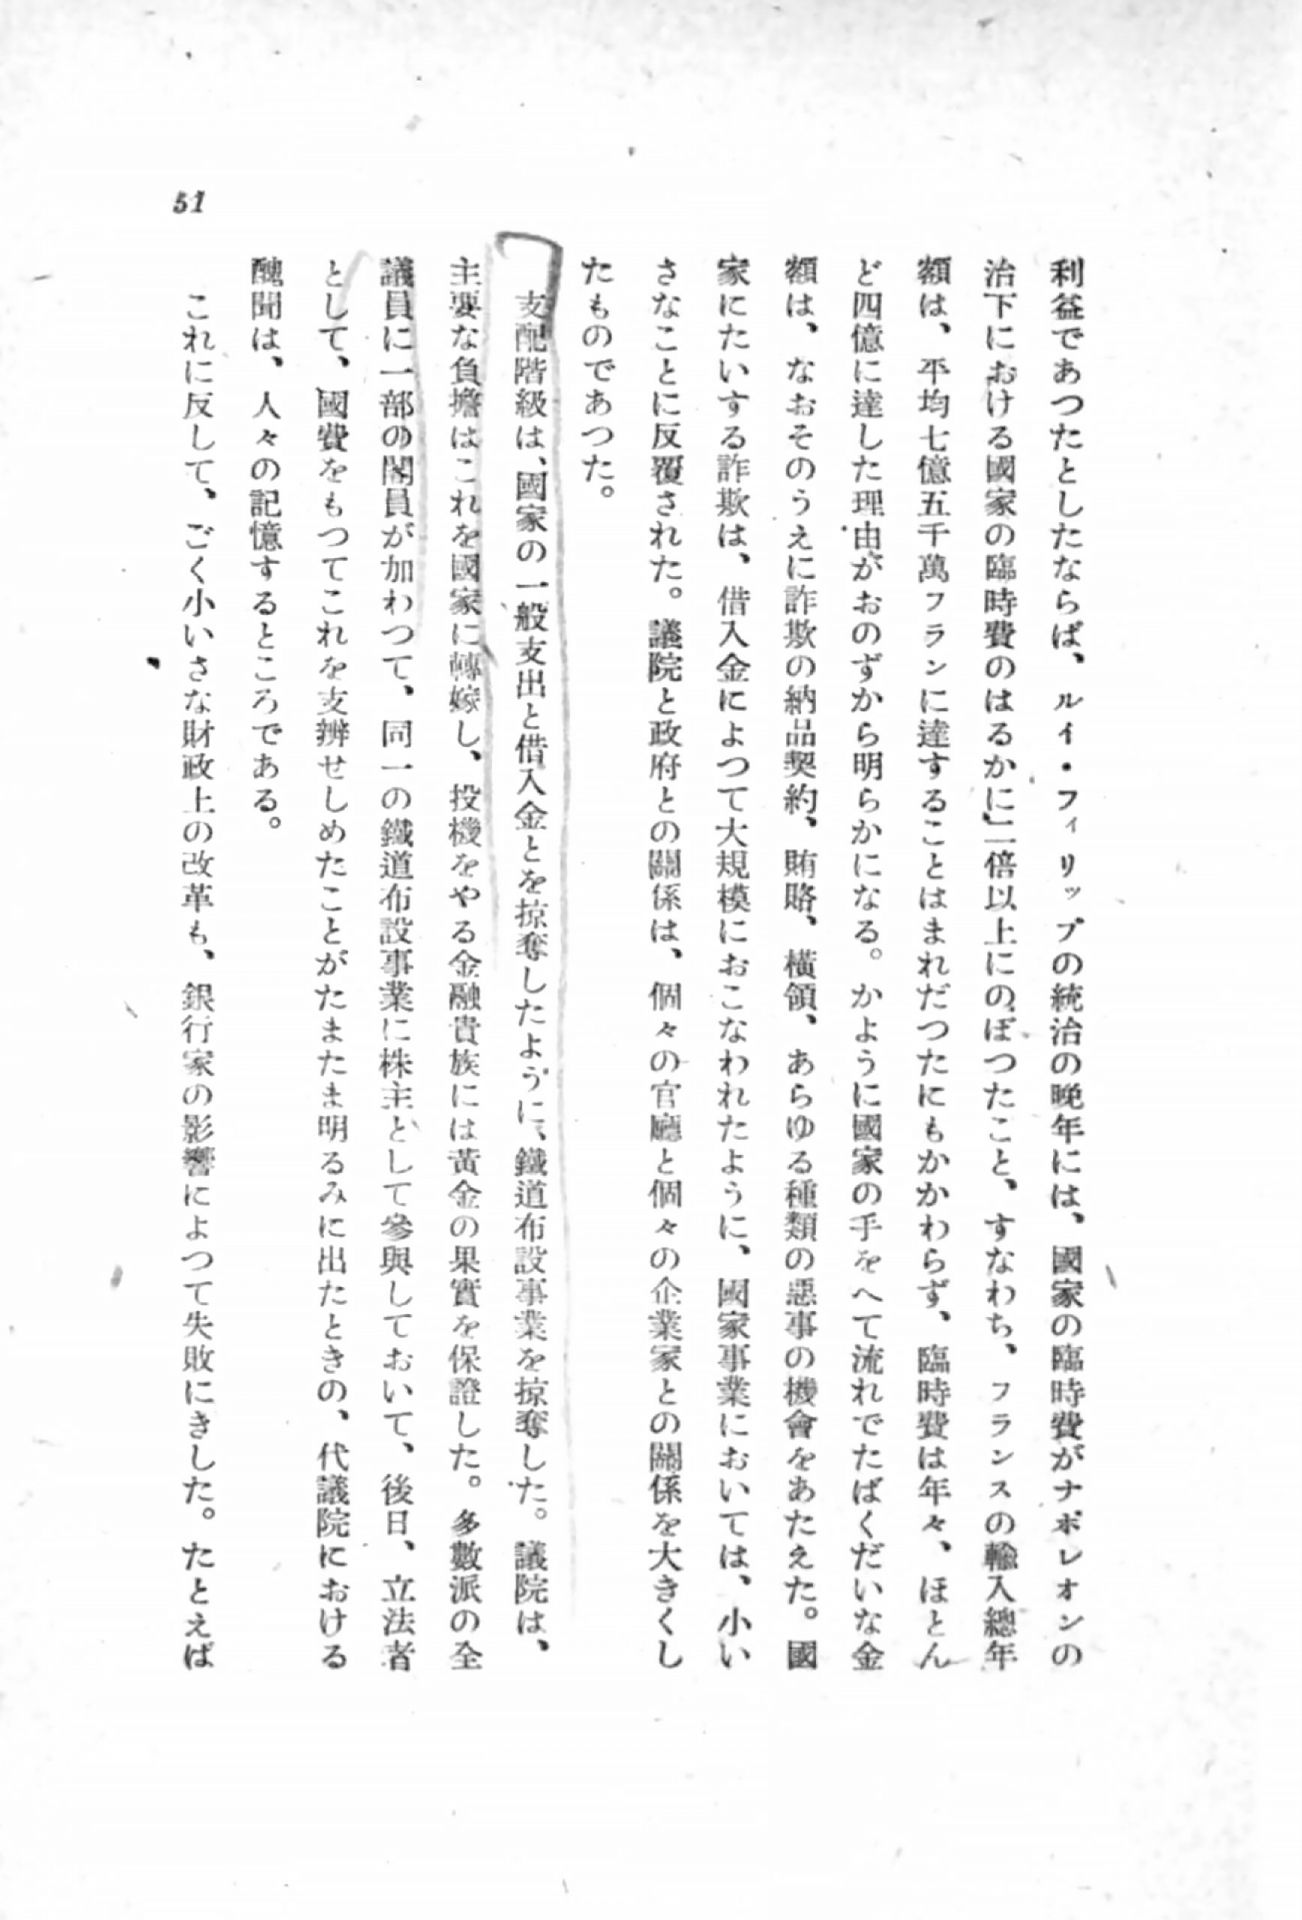 利益であつたとしたならば、ルイ・フィリップの統治の晩年には、國家の臨時費がナポレオンの
治下における國家の臨時費のはるかに二倍以上にのぼつたこと、すなわち、フランスの輸入總年
額は、平均七億五千萬フランに達することはまれだつたにもかかわらず、臨時費は年々、ほとん
ど四億に達した理由がおのずから明らかになる。かように國家の手をへて流れでたばくだいな金
額は、なおそのうえに詐欺の納品契約、賄賂、橫領、あらゆる種類の惡事の機會をあたえた。國
家にたいする詐欺は、借入金によつて大規模におこなわれたように、國家事業においては、小い
さなことに反覆された。議院と政府との關係は、個々の官廳と個々の企業家との關係を大きくし
たものであつた。
支配階級は、國家の一般支出と借入金とを掠奪したように、鐵道布設事業を掠奪した。議院は、
主要な負擔はこれを國家に轉嫁し、投機をやる金融貴族には黃金の果實を保證した。多數派の全
議員に一部の閣員が加わつて、同一の鐵道布設事業に株主として參與しておいて、後日、立法者
として、國費をもつてこれを支辨せしめたことがたまたま明るみに出たときの、代議院における
醜聞は、人々の記憶するところである。
これに反して、ごく小いさな財政上の改革も、銀行家の影響によつて失敗にきした。たとえば
51